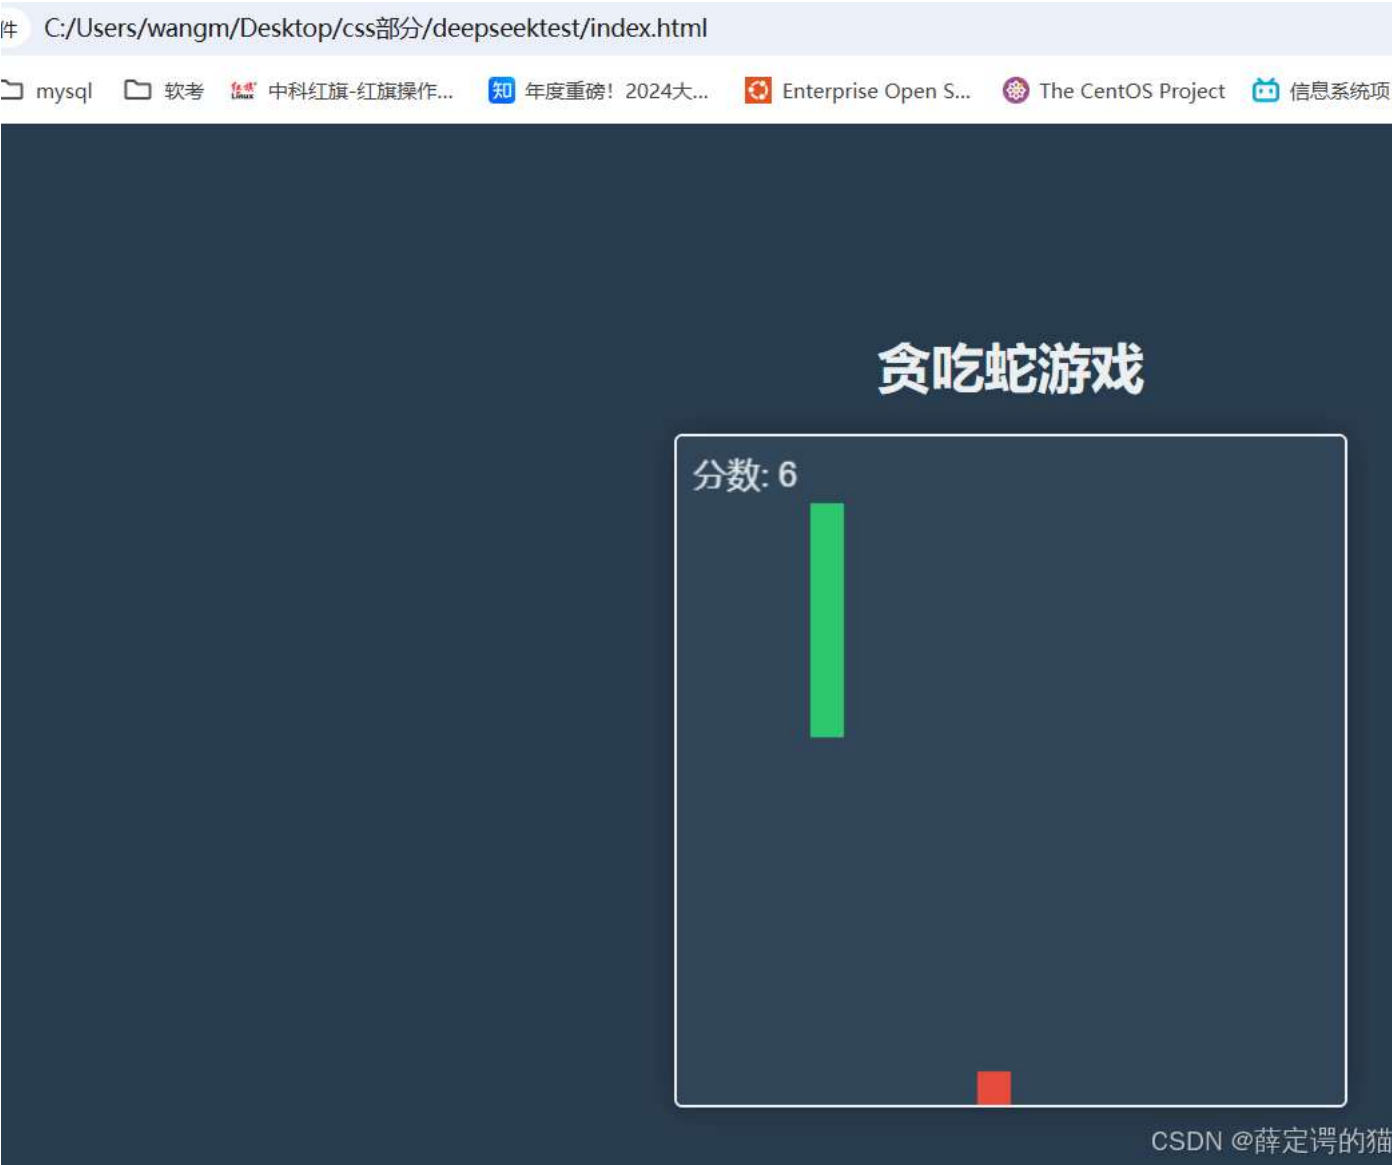 件 C:/Users/wangm/Desktop/css部分/deepseektest/index.html
mysql 软考 红旗 Linux 中科红旗-红旗操作... 知 年度重磅！2024大... Enterprise Open S... The CentOS Project 信息系统项
贪吃蛇游戏
分数: 6
CSDN @薛定谔的猫